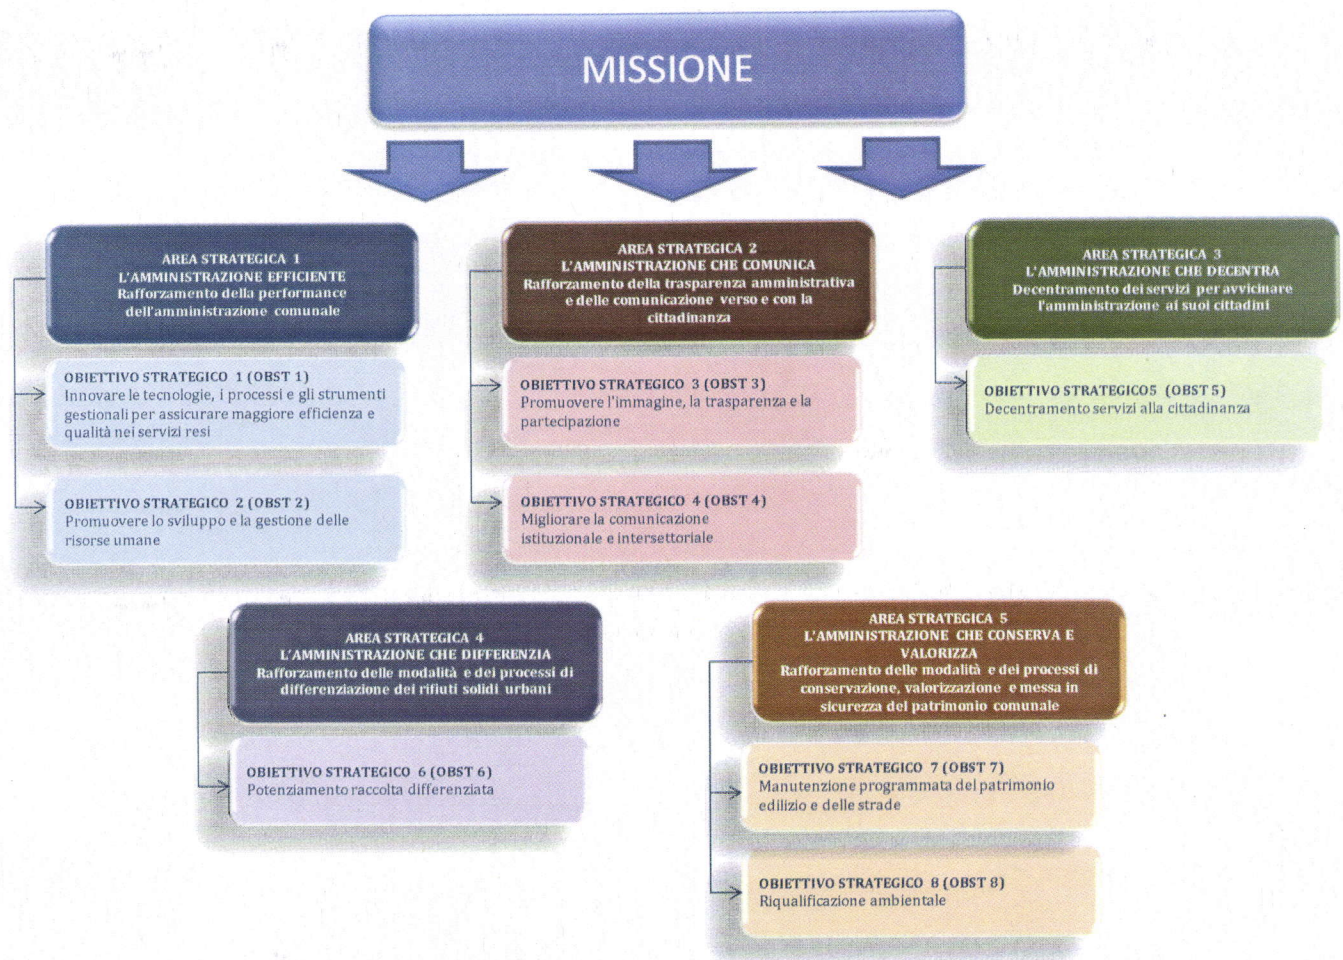 MISSIONE
AREA STRATEGICA 1
L'AMMINISTRAZIONE EFFICIENTE
Rafforzamento della performance
dell'amministrazione comunale
OBIETTIVO STRATEGICO 1 (OBST 1)
Innovare le tecnologie, i processi e gli strumenti
gestionali per assicurare maggiore efficienza e
qualità nei servizi resi
OBIETTIVO STRATEGICO 2 (OBST 2)
Promuovere lo sviluppo e la gestione delle
risorse umane
AREA STRATEGICA 2
L'AMMINISTRAZIONE CHE COMUNICA
Rafforzamento della trasparenza amministrativa
e delle comunicazione verso e con la
cittadinanza
OBIETTIVO STRATEGICO 3 (OBST 3)
Promuovere l'immagine, la trasparenza e la
partecipazione
OBIETTIVO STRATEGICO 4 (OBST 4)
Migliorare la comunicazione
istituzionale e intersettoriale
AREA STRATEGICA 3
L'AMMINISTRAZIONE CHE DECENTRA
Decentramento dei servizi per avvicinare
l'amministrazione ai suoi cittadini
OBIETTIVO STRATEGICO5 (OBST 5)
Decentramento servizi alla cittadinanza
AREA STRATEGICA 4
L'AMMINISTRAZIONE CHE DIFFERENZIA
Rafforzamento delle modalità e dei processi di
differenziazione dei rifiuti solidi urbani
OBIETTIVO STRATEGICO 6 (OBST 6)
Potenziamento raccolta differenziata
AREA STRATEGICA 5
L'AMMINISTRAZIONE CHE CONSERVA E
VALORIZZA
Rafforzamento delle modalità e dei processi di
conservazione, valorizzazione e messa in
sicurezza del patrimonio comunale
OBIETTIVO STRATEGICO 7 (OBST 7)
Manutenzione programmata del patrimonio
edilizio e delle strade
OBIETTIVO STRATEGICO 8 (OBST 8)
Riqualificazione ambientale